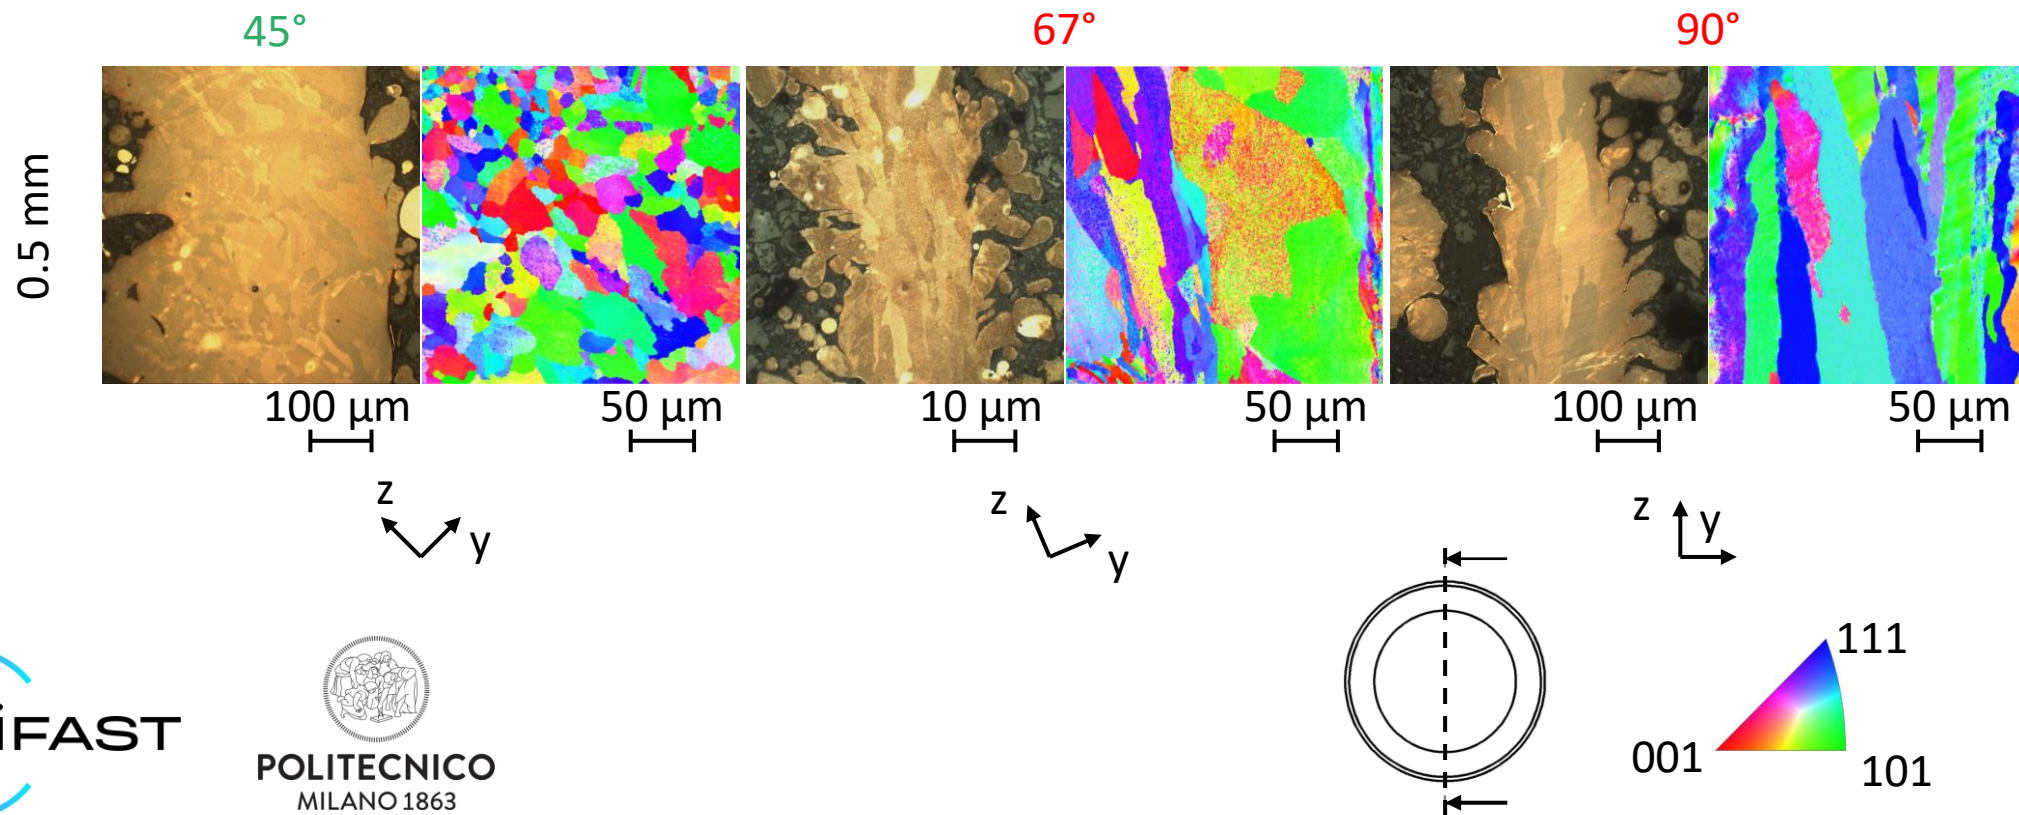 45°
67°
90°
0.5 mm
100 µm
50 µm
10 µm
50 µm
100 µm
50 µm
z
y
z
y
z
y
iFAST
POLITECNICO
MILANO 1863
111
001
101